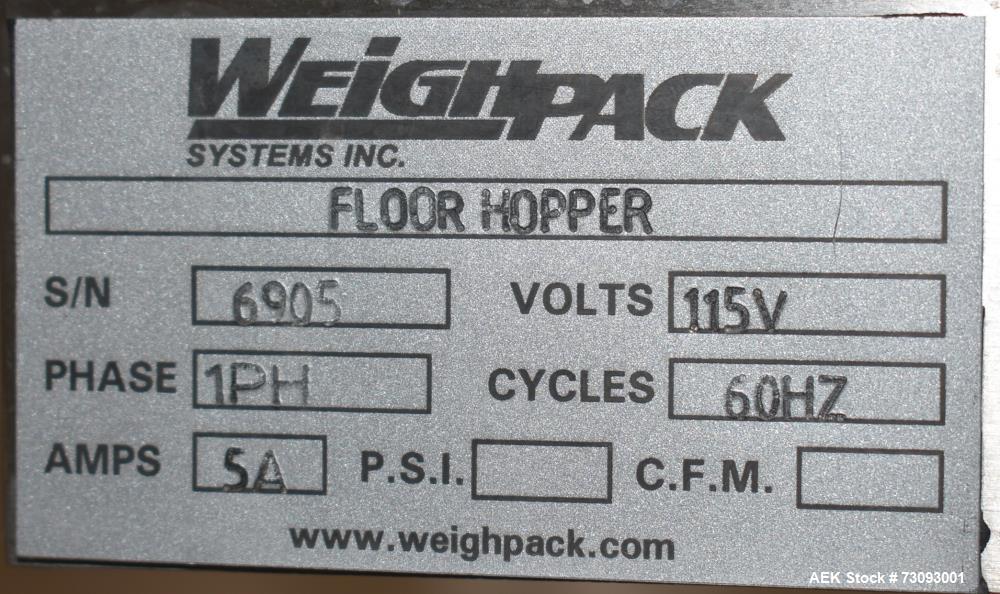 WEIGHPACK
SYSTEMS INC.
FLOOR HOPPER
S/N 6905 VOLTS 115V
PHASE 1PH CYCLES 60HZ
AMPS 5A P.S.I. C.F.M.
www.weighpack.com
AEK Stock # 73093001